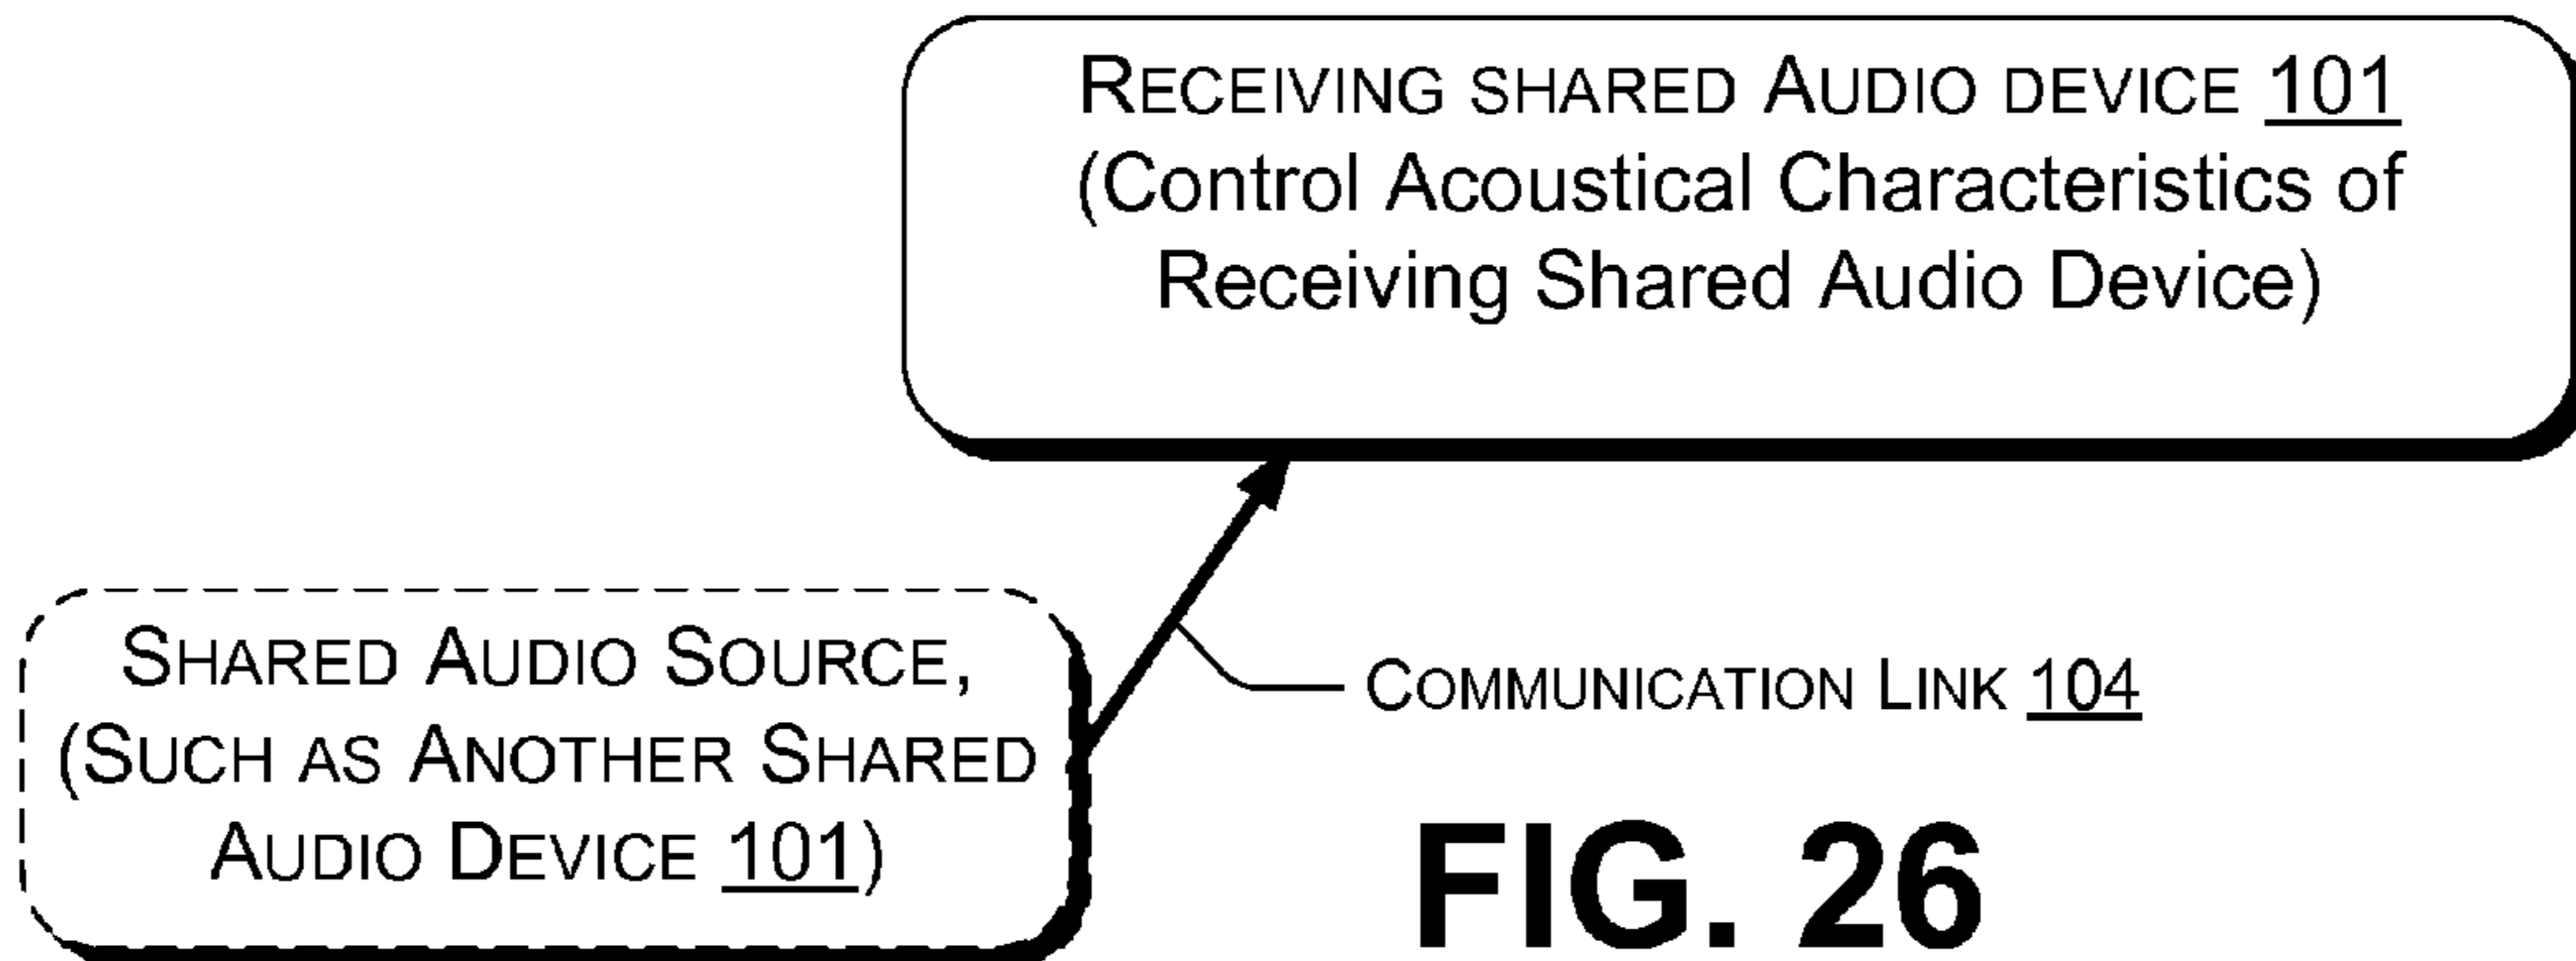 RECEIVING SHARED AUDIO DEVICE 101
(Control Acoustical Characteristics of
Receiving Shared Audio Device)
SHARED AUDIO SOURCE,
(SUCH AS ANOTHER SHARED
AUDIO DEVICE 101)
COMMUNICATION LINK 104
FIG. 26